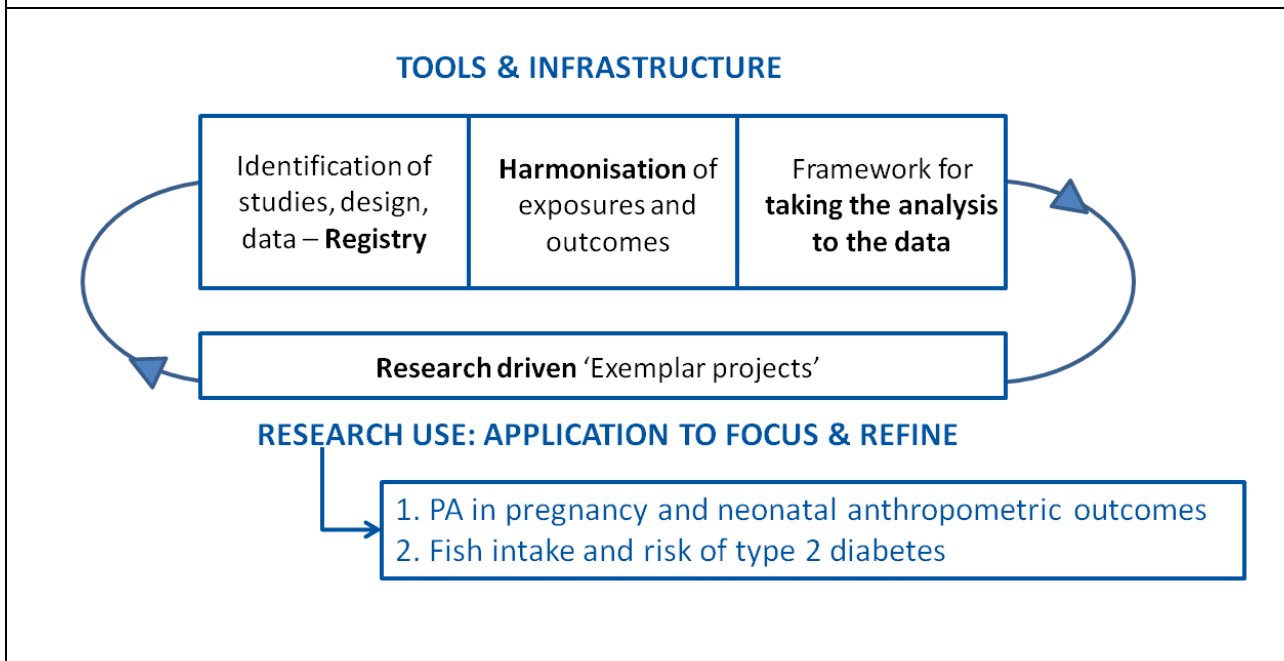 TOOLS & INFRASTRUCTURE
Identification of
studies, design,
data – Registry
Harmonisation of
exposures and
outcomes
Framework for
taking the analysis
to the data
Research driven ‘Exemplar projects’
RESEARCH USE: APPLICATION TO FOCUS & REFINE
1. PA in pregnancy and neonatal anthropometric outcomes
2. Fish intake and risk of type 2 diabetes